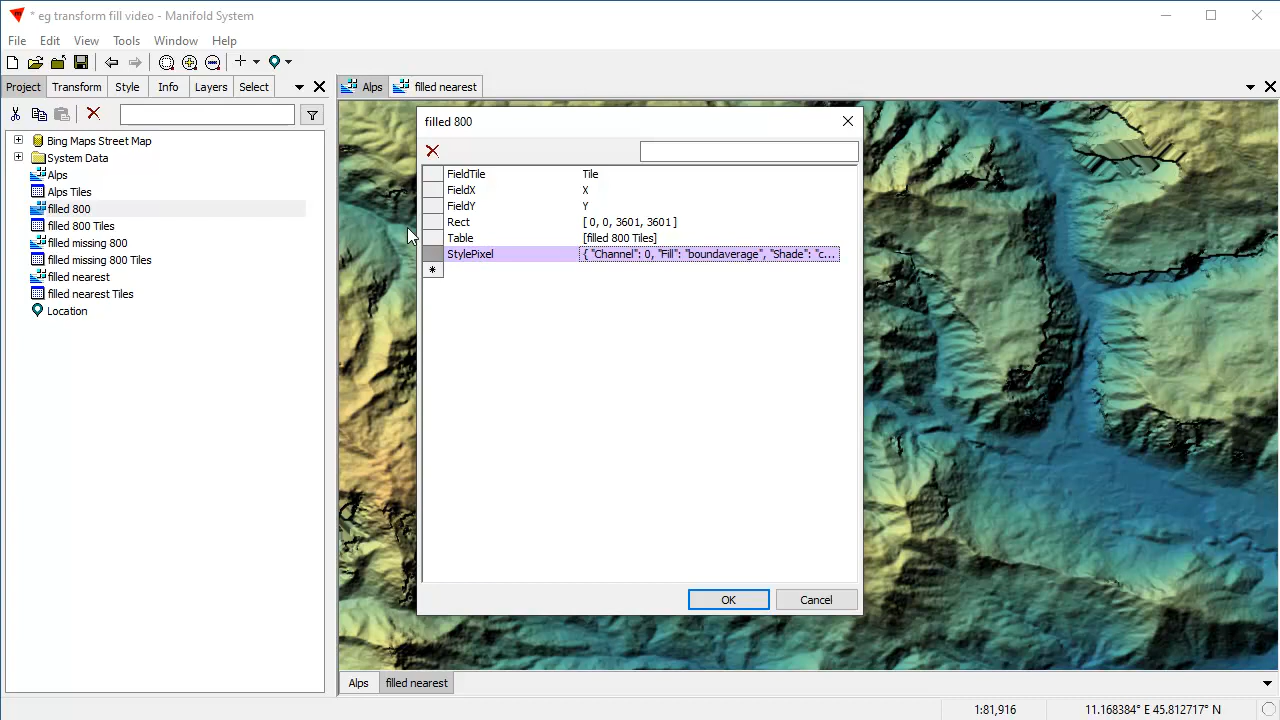 * eg transform fill video - Manifold System
File Edit View Tools Window Help
Project Transform Style Info Layers Select
Alps filled nearest
Bing Maps Street Map
System Data
Alps
Alps Tiles
filled 800
filled 800 Tiles
filled missing 800
filled missing 800 Tiles
filled nearest
filled nearest Tiles
Location
filled 800
FieldTile Tile
FieldX X
FieldY Y
Rect [ 0, 0, 3601, 3601 ]
Table [filled 800 Tiles]
StylePixel { "Channel": 0, "Fill": "boundaverage", "Shade": "c...
OK Cancel
Alps filled nearest
1:81,916 11.168384° E 45.812717° N